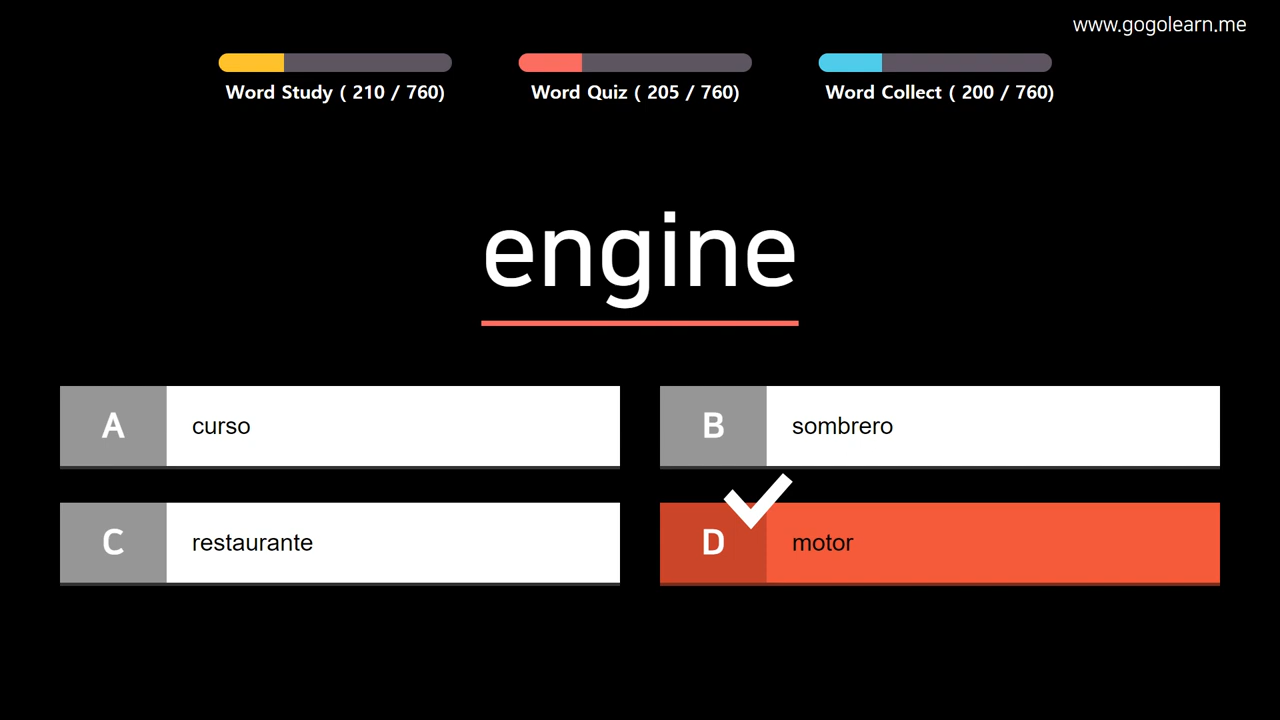 www.gogolearn.me
Word Study ( 210 / 760)
Word Quiz ( 205 / 760)
Word Collect ( 200 / 760)
engine
A curso
B sombrero
C restaurante
D motor